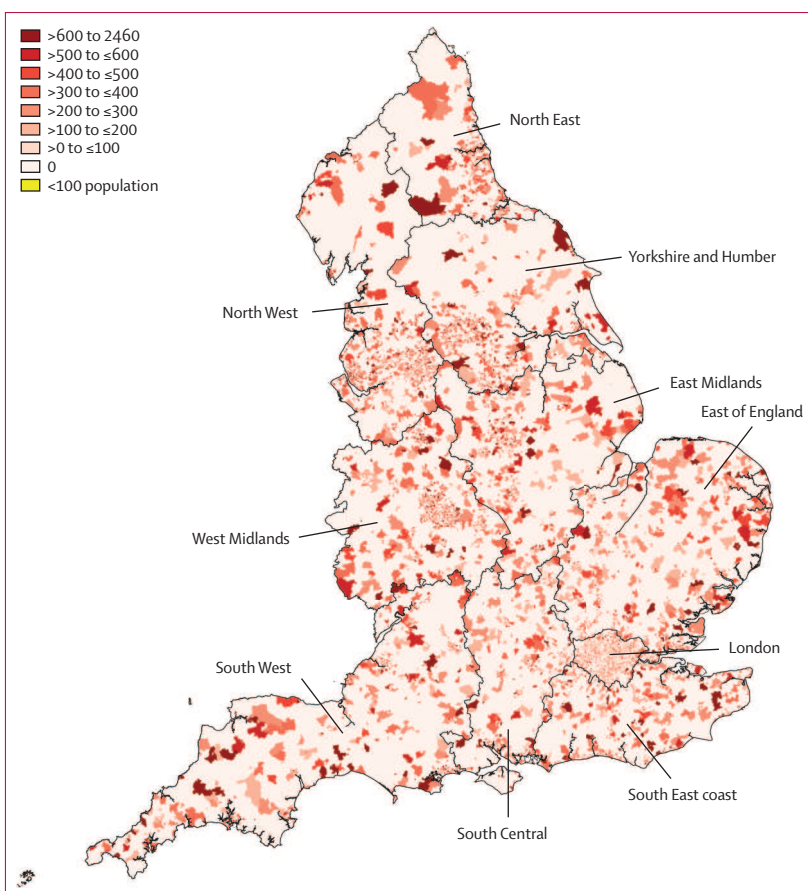 >600 to 2460
>500 to ≤600
>400 to ≤500
>300 to ≤400
>200 to ≤300
>100 to ≤200
>0 to ≤100
0
<100 population
North East
Yorkshire and Humber
North West
East Midlands
East of England
West Midlands
London
South West
South East coast
South Central